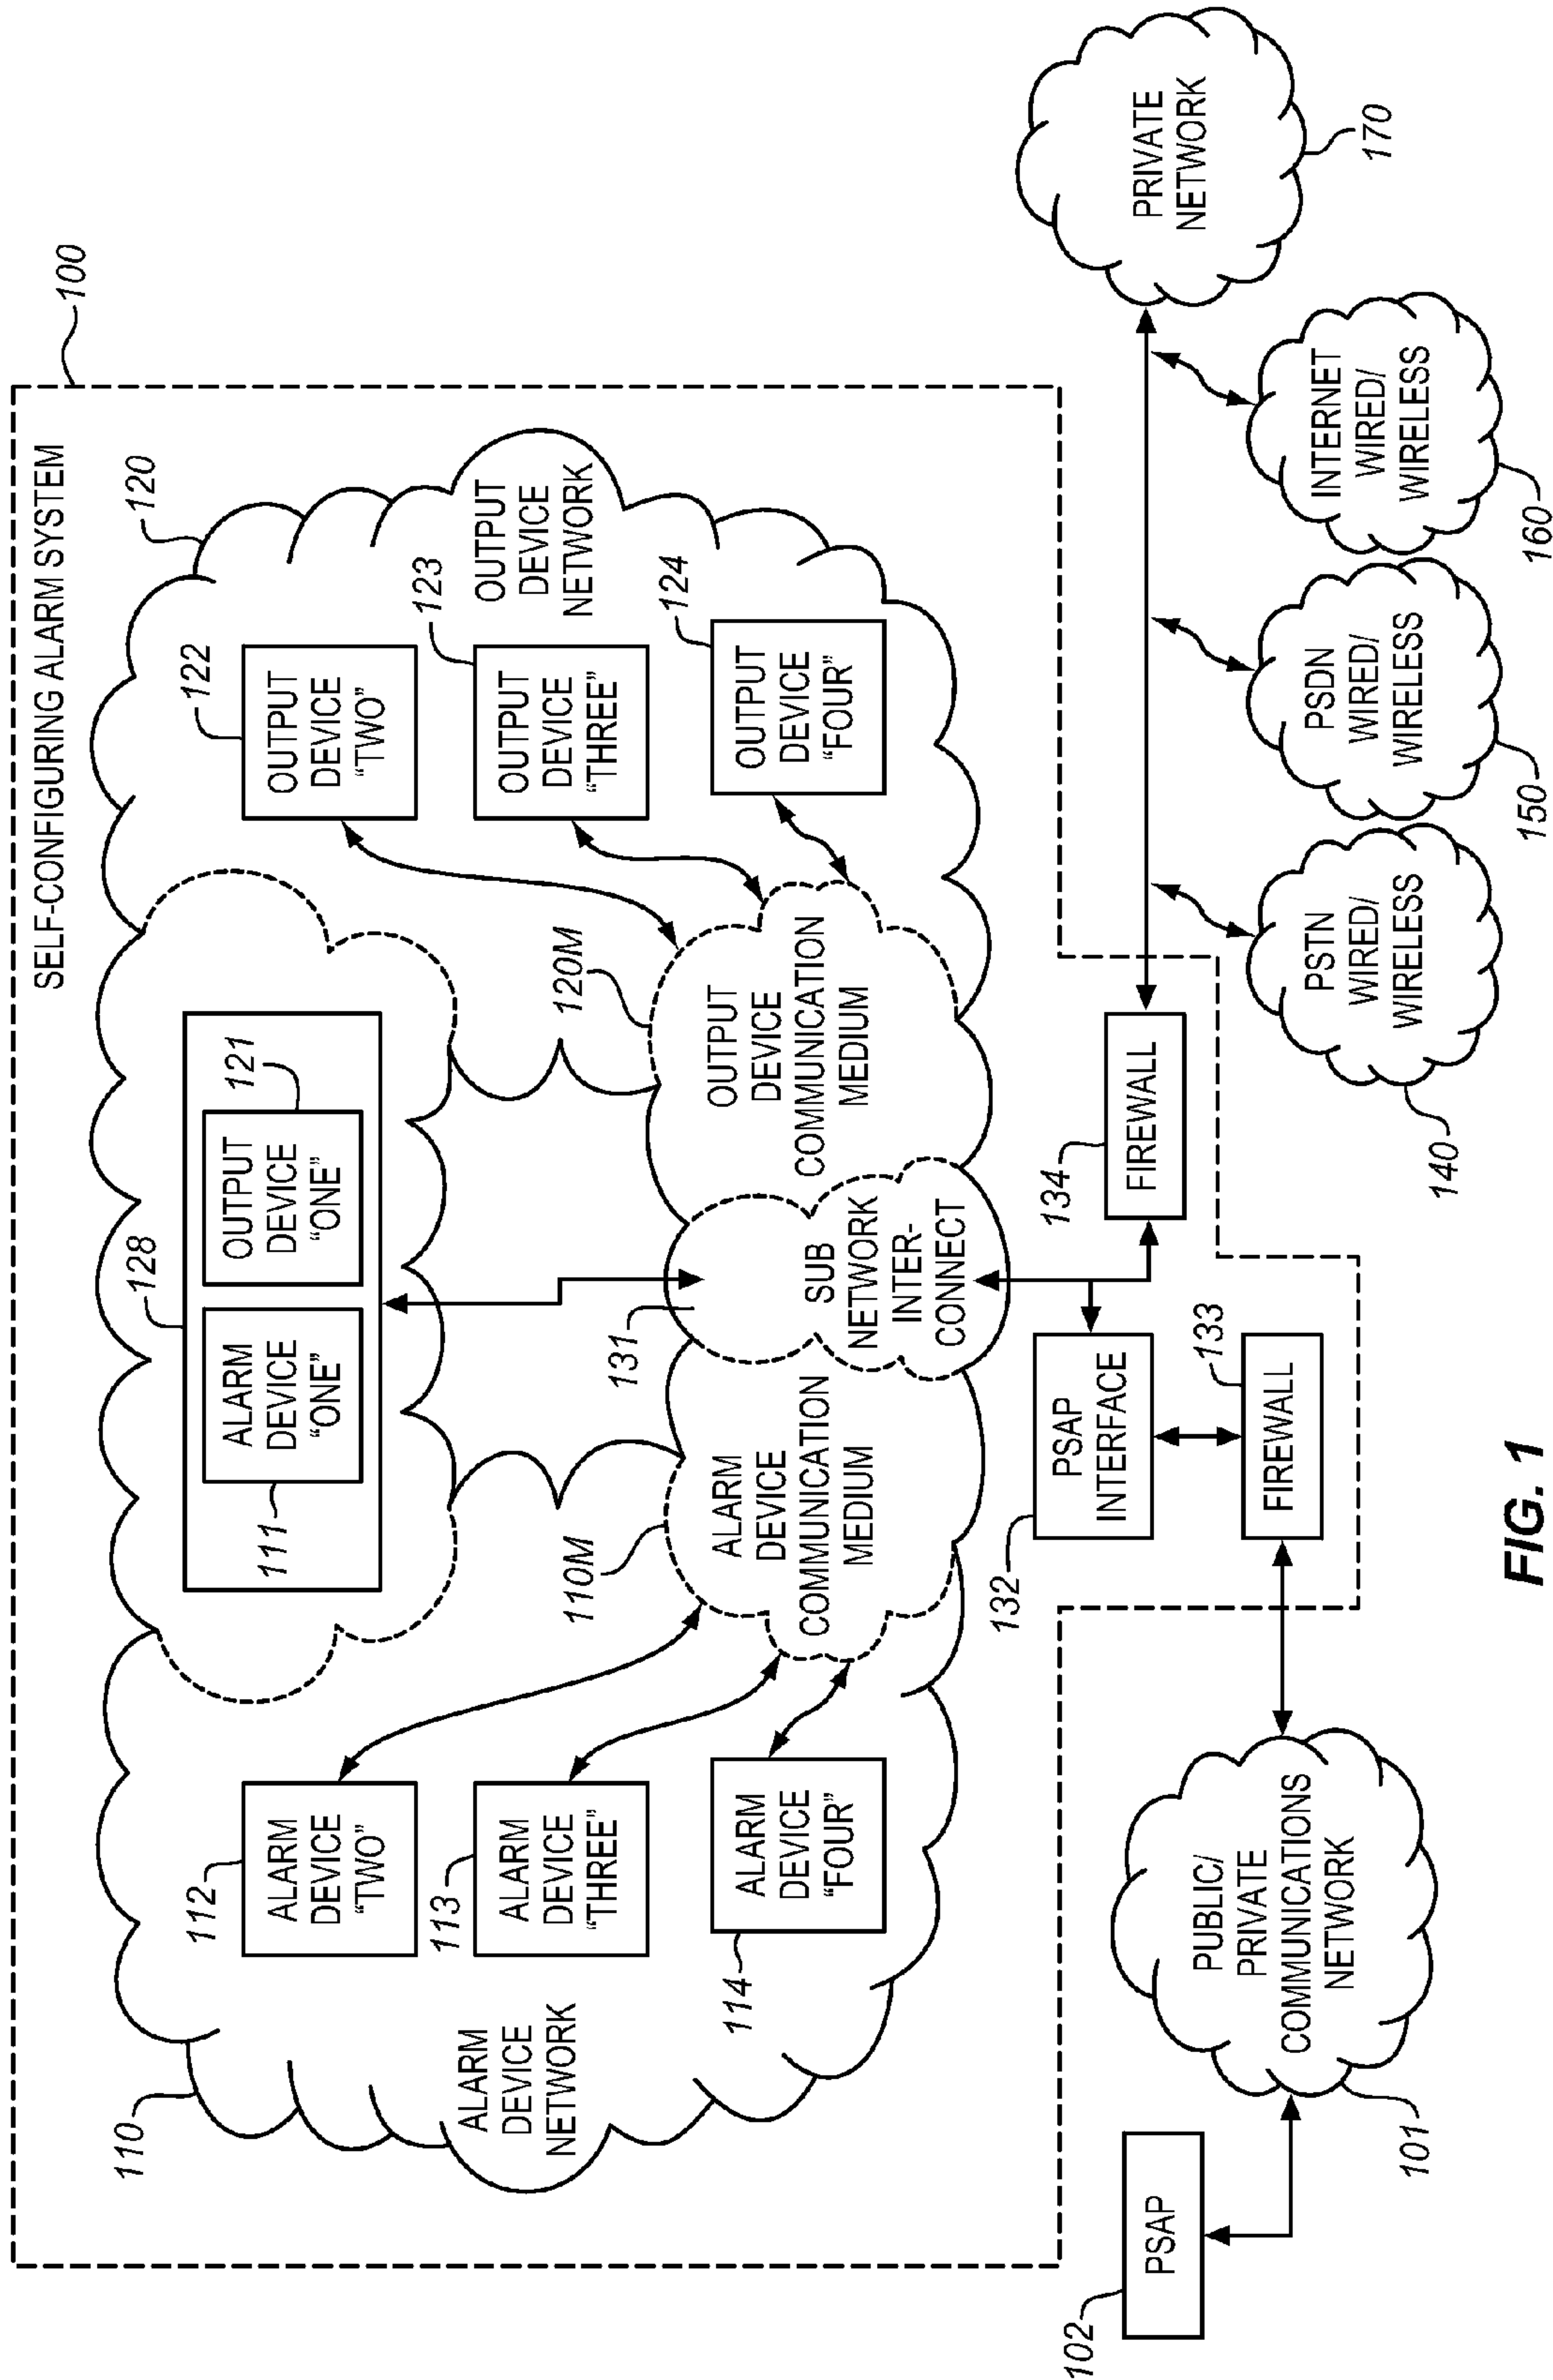 SELF-CONFIGURING ALARM SYSTEM
100
110
ALARM
DEVICE
NETWORK
112
ALARM
DEVICE
"TWO"
113
ALARM
DEVICE
"THREE"
114
ALARM
DEVICE
"FOUR"
128
111
ALARM
DEVICE
"ONE"
121
OUTPUT
DEVICE
"ONE"
120
OUTPUT
DEVICE
NETWORK
122
OUTPUT
DEVICE
"TWO"
123
OUTPUT
DEVICE
"THREE"
124
OUTPUT
DEVICE
"FOUR"
110M
ALARM
DEVICE
COMMUNICATION
MEDIUM
131
SUB
NETWORK
INTER-
CONNECT
120M
OUTPUT
DEVICE
COMMUNICATION
MEDIUM
132
PSAP
INTERFACE
133
FIREWALL
134
FIREWALL
102
PSAP
101
PUBLIC/
PRIVATE
COMMUNICATIONS
NETWORK
140
PSTN
WIRED/
WIRELESS
150
PSDN
WIRED/
WIRELESS
160
INTERNET
WIRED/
WIRELESS
170
PRIVATE
NETWORK
FIG. 1